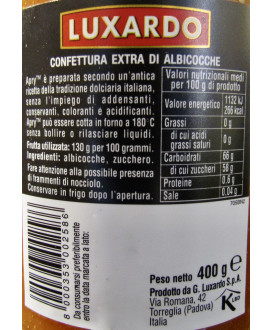 LUXARDO
CONFETTURA EXTRA DI ALBICOCCHE
Apry™ è preparata secondo un'antica
ricetta della tradizione dolciaria italiana,
senza l'impiego di addensanti,
conservanti, coloranti e acidificanti.
Apry™ può essere cotta in forno a 180° C
senza bollire o rilasciare liquidi.
Frutta utilizzata: 130 g per 100 grammi.
Ingredienti: albicocche, zucchero.
Fare attenzione alla possibile presenza
di frammenti di nocciolo.
Conservare in frigo dopo l'apertura.
Valori nutrizionali medi
per 100 g di prodotto
Valore energetico 1132 kJ
266 kcal
Grassi 0 g
di cui acidi
grassi saturi 0 g
Carboidrati 66 g
di cui zuccheri 58 g
Proteine 0.6 g
Sale 0.04 g
8 000353 002586
Da consumarsi preferibilmente
entro la data marcata a lato:
Peso netto 400 g e
Prodotto da G. Luxardo S.p.A.
Via Romana, 42
Torreglia (Padova)
Italia
K